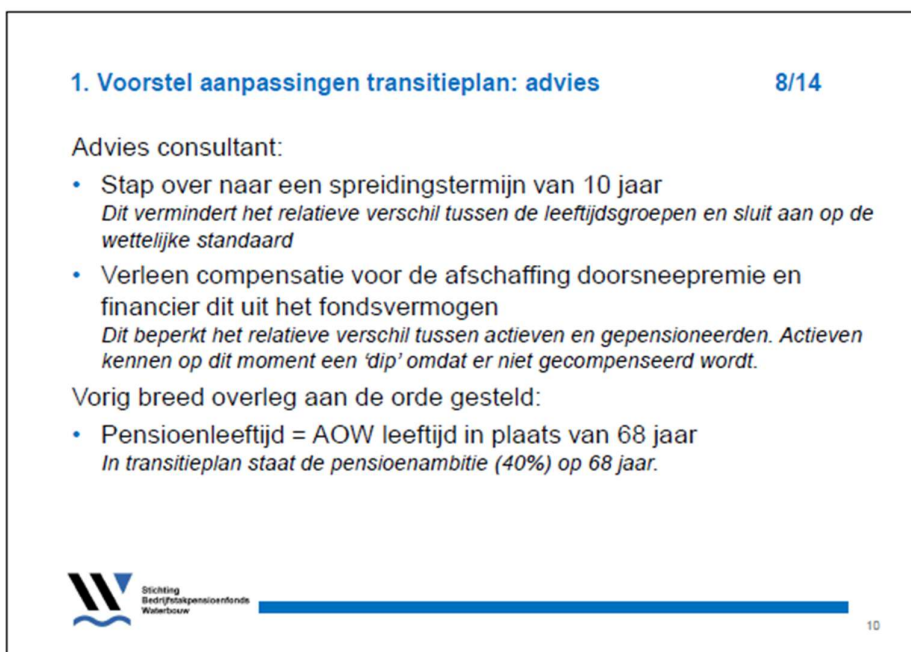 1. Voorstel aanpassingen transitieplan: advies 8/14
Advies consultant:
• Stap over naar een spreidingstermijn van 10 jaar
Dit vermindert het relatieve verschil tussen de leeftijdsgroepen en sluit aan op de
wettelijke standaard
• Verleen compensatie voor de afschaffing doorsneepremie en
financier dit uit het fondsvermogen
Dit beperkt het relatieve verschil tussen actieven en gepensioneerden. Actieven
kennen op dit moment een ‘dip’ omdat er niet gecompenseerd wordt.
Vorig breed overleg aan de orde gesteld:
• Pensioenleeftijd = AOW leeftijd in plaats van 68 jaar
In transitieplan staat de pensioenambitie (40%) op 68 jaar.
Stichting
Bedrijfstakpensioenfonds
Waterbouw
10